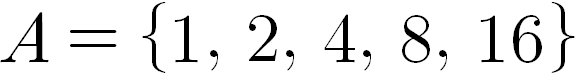 A = {1, 2, 4, 8, 16}